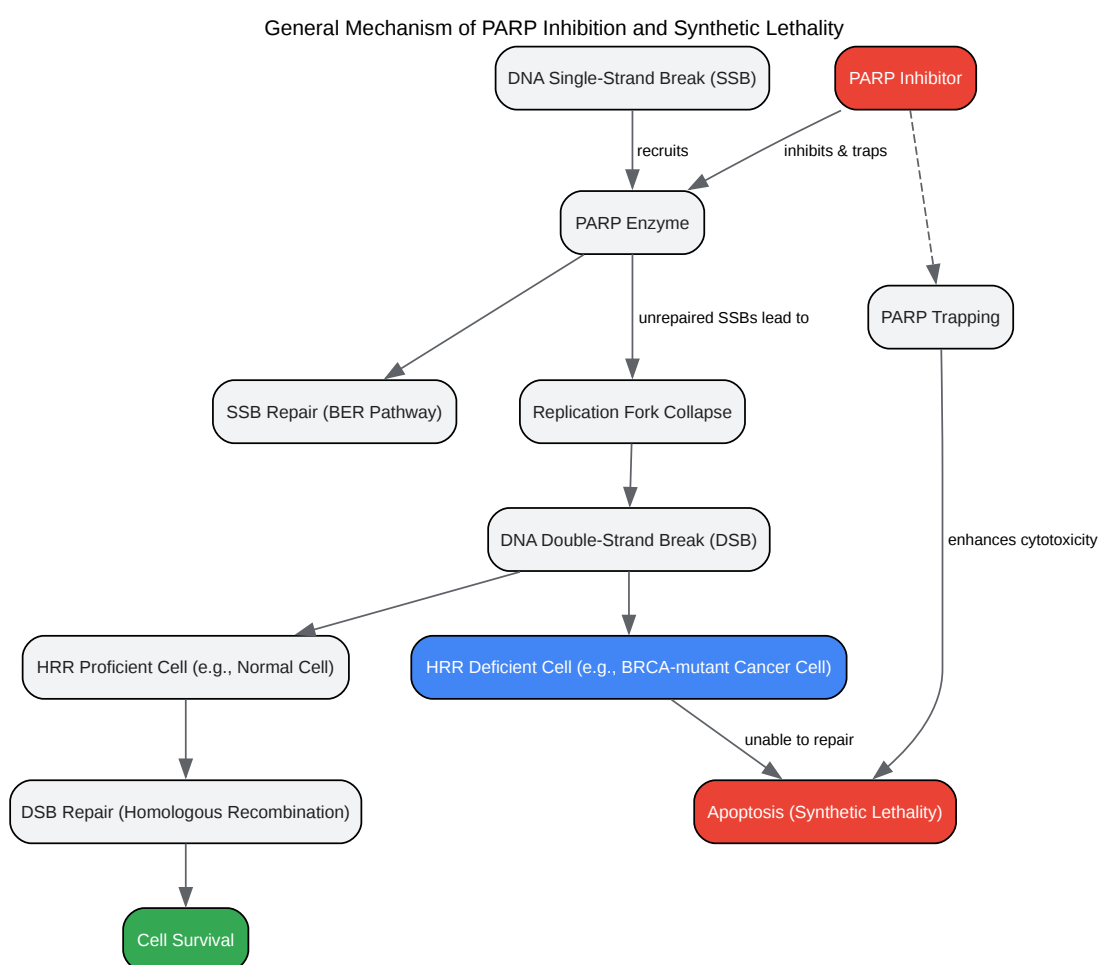 General Mechanism of PARP Inhibition and Synthetic Lethality
DNA Single-Strand Break (SSB)
PARP Inhibitor
recruits
inhibits & traps
PARP Enzyme
unrepaired SSBs lead to
PARP Trapping
SSB Repair (BER Pathway)
Replication Fork Collapse
DNA Double-Strand Break (DSB)
enhances cytotoxicity
HRR Proficient Cell (e.g., Normal Cell)
HRR Deficient Cell (e.g., BRCA-mutant Cancer Cell)
unable to repair
DSB Repair (Homologous Recombination)
Apoptosis (Synthetic Lethality)
Cell Survival